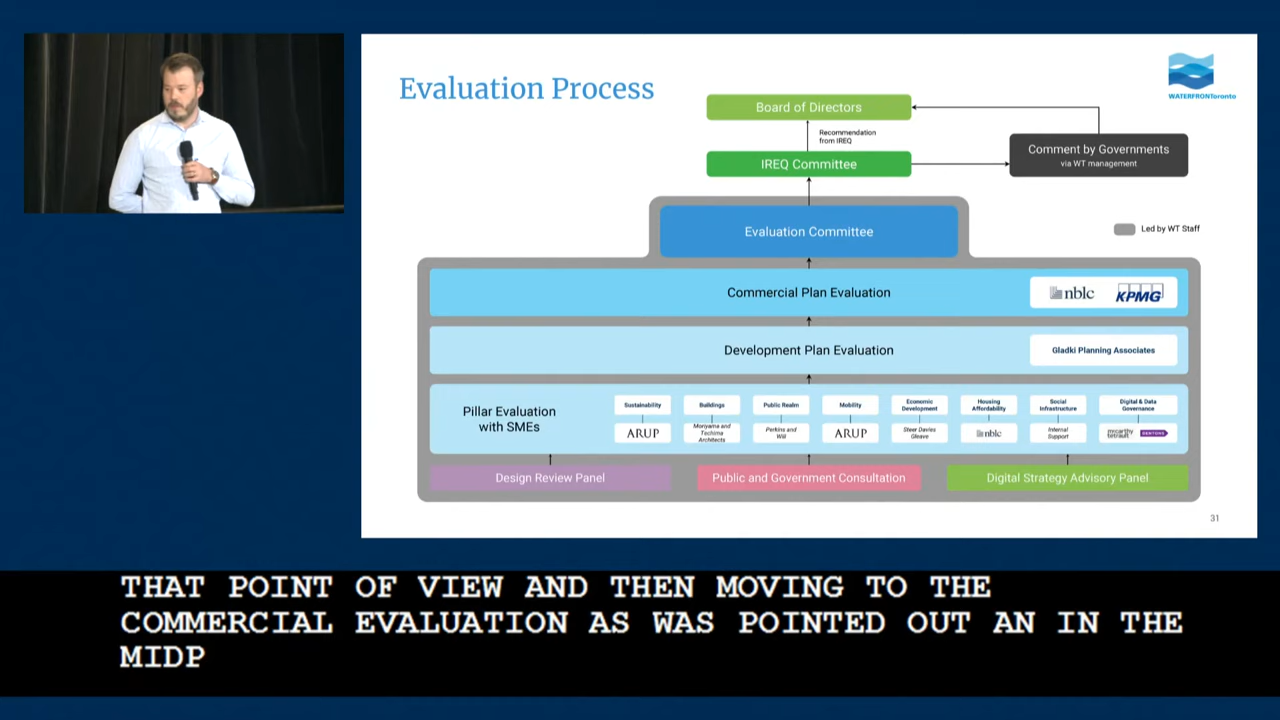 Evaluation Process
WATERFRONToronto
Board of Directors
Recommendation
from IREQ
IREQ Committee
Comment by Governments
via WT management
Evaluation Committee
Led by WT Staff
Commercial Plan Evaluation
nblc
KPMG
Development Plan Evaluation
Gladki Planning Associates
Pillar Evaluation
with SMEs
Sustainability
Buildings
Public Realm
Mobility
Economic
Development
Housing
Affordability
Social
Infrastructure
Digital & Data
Governance
ARUP
Moriyama and
Teshima
Architects
Perkins and
Will
ARUP
Steer Davies
Gleave
nblc
Internal
Support
mccarthy
tetrault
DENTONS
Design Review Panel
Public and Government Consultation
Digital Strategy Advisory Panel
31
THAT POINT OF VIEW AND THEN MOVING TO THE
COMMERCIAL EVALUATION AS WAS POINTED OUT AN IN THE
MIDP